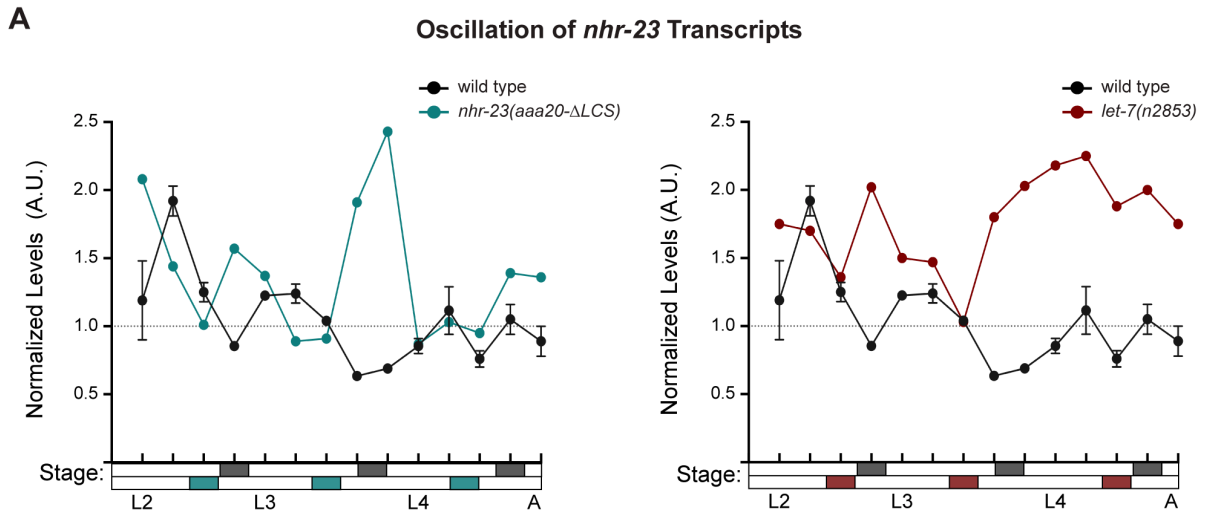 A
Oscillation of nhr-23 Transcripts
wild type
nhr-23(aaa20-ΔLCS)
Normalized Levels (A.U.)
2.5
2.0
1.5
1.0
0.5
Stage:
L2 L3 L4 A
wild type
let-7(n2853)
Normalized Levels (A.U.)
2.5
2.0
1.5
1.0
0.5
Stage:
L2 L3 L4 A